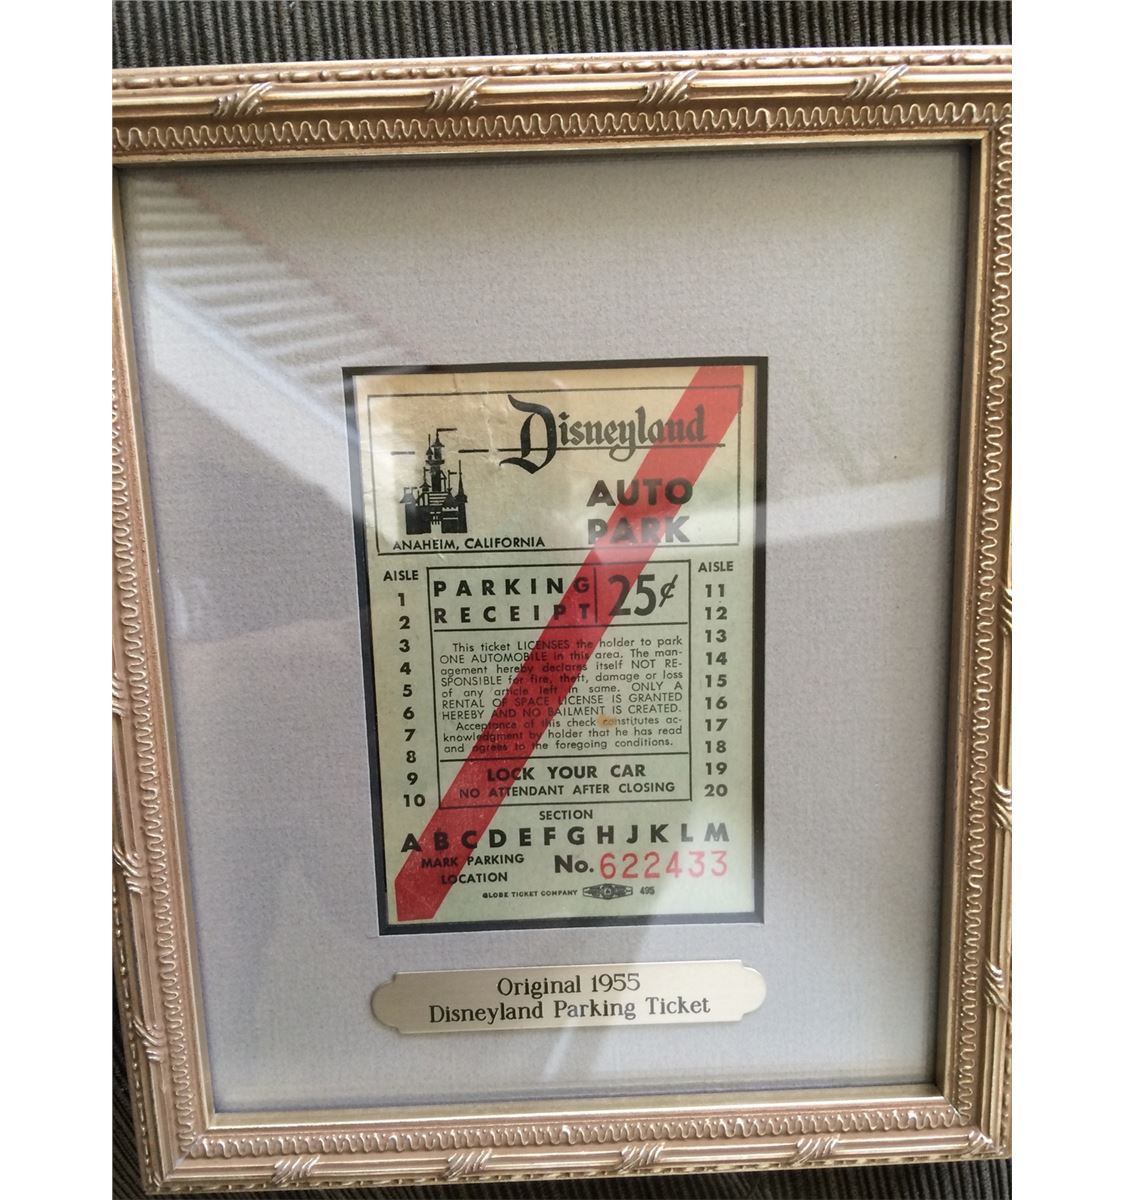 Disneyland
AUTO
PARK
ANAHEIM, CALIFORNIA
AISLE
1
2
3
4
5
6
7
8
9
10
PARKING
RECEIPT
25¢
This ticket LICENSES the holder to park
ONE AUTOMOBILE in this area. The man-
agement hereby declares itself NOT RE-
SPONSIBLE for fire, theft, damage or loss
of any article left in same. ONLY A
RENTAL OF SPACE LICENSE IS GRANTED
HEREBY AND NO BAILMENT IS CREATED.
Acceptance of this check constitutes ac-
knowledgment by holder that he has read
and agrees to the foregoing conditions.
LOCK YOUR CAR
NO ATTENDANT AFTER CLOSING
AISLE
11
12
13
14
15
16
17
18
19
20
SECTION
A B C D E F G H J K L M
MARK PARKING
LOCATION
No. 622433
GLOBE TICKET COMPANY 495
Original 1955
Disneyland Parking Ticket